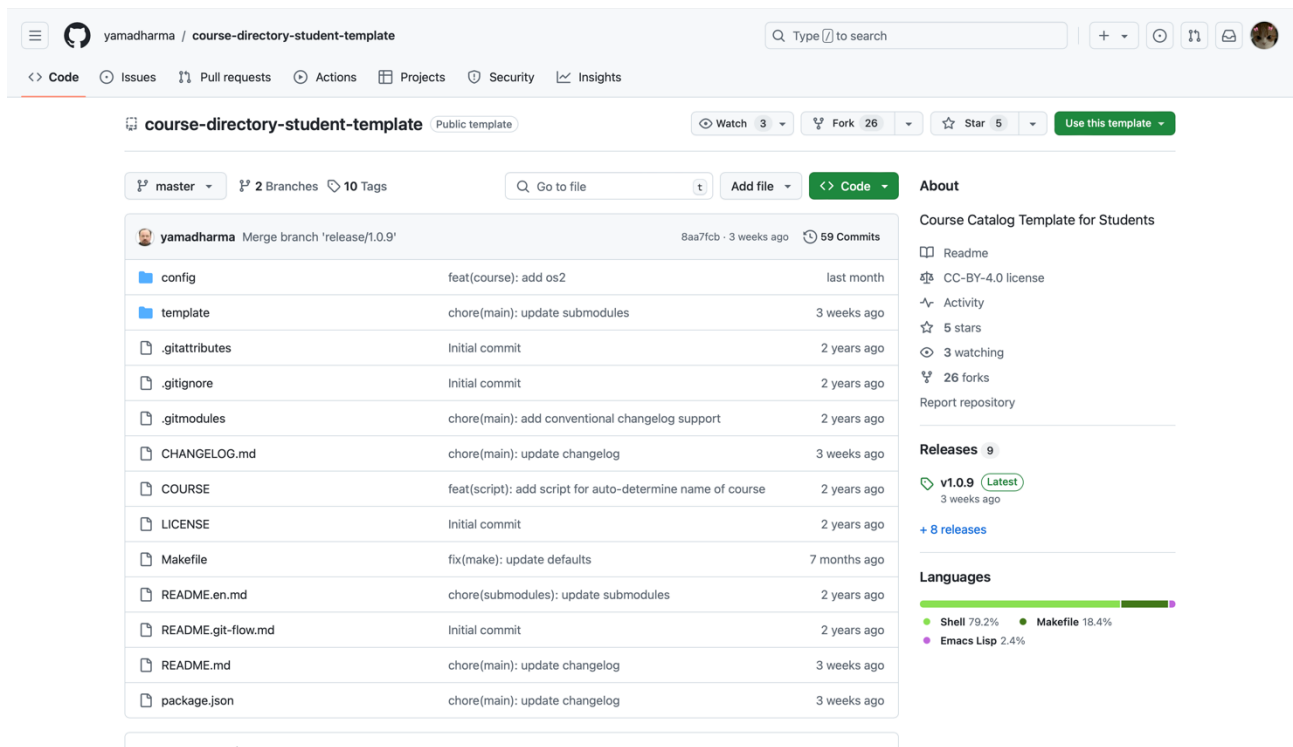 yamadharma / course-directory-student-template Type / to search
Code Issues Pull requests Actions Projects Security Insights
course-directory-student-template Public template Watch 3 Fork 26 Star 5 Use this template
master 2 Branches 10 Tags Go to file t Add file Code
yamadharma Merge branch 'release/1.0.9' 8aa7fcb · 3 weeks ago 59 Commits
config feat(course): add os2 last month
template chore(main): update submodules 3 weeks ago
.gitattributes Initial commit 2 years ago
.gitignore Initial commit 2 years ago
.gitmodules chore(main): add conventional changelog support 2 years ago
CHANGELOG.md chore(main): update changelog 3 weeks ago
COURSE feat(script): add script for auto-determine name of course 2 years ago
LICENSE Initial commit 2 years ago
Makefile fix(make): update defaults 7 months ago
README.en.md chore(submodules): update submodules 2 years ago
README.git-flow.md Initial commit 2 years ago
README.md chore(main): update changelog 3 weeks ago
package.json chore(main): update changelog 3 weeks ago
About
Course Catalog Template for Students
Readme
CC-BY-4.0 license
Activity
5 stars
3 watching
26 forks
Report repository
Releases 9
v1.0.9 Latest
3 weeks ago
+ 8 releases
Languages
Shell 79.2% Makefile 18.4%
Emacs Lisp 2.4%